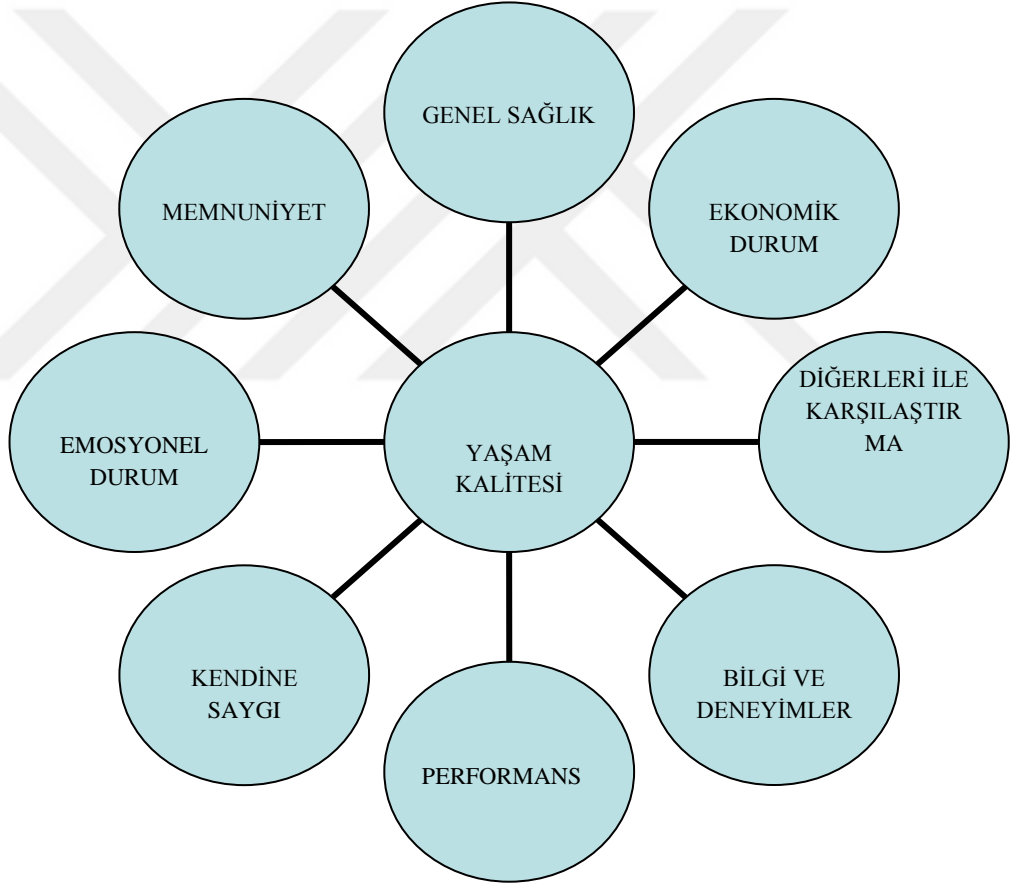 GENEL SAĞLIK
MEMNUNİYET
EKONOMİK
DURUM
DİĞERLERİ İLE
KARŞILAŞTIR
MA
EMOSYONEL
DURUM
YAŞAM
KALİTESİ
KENDİNE
SAYGI
BİLGİ VE
DENEYİMLER
PERFORMANS